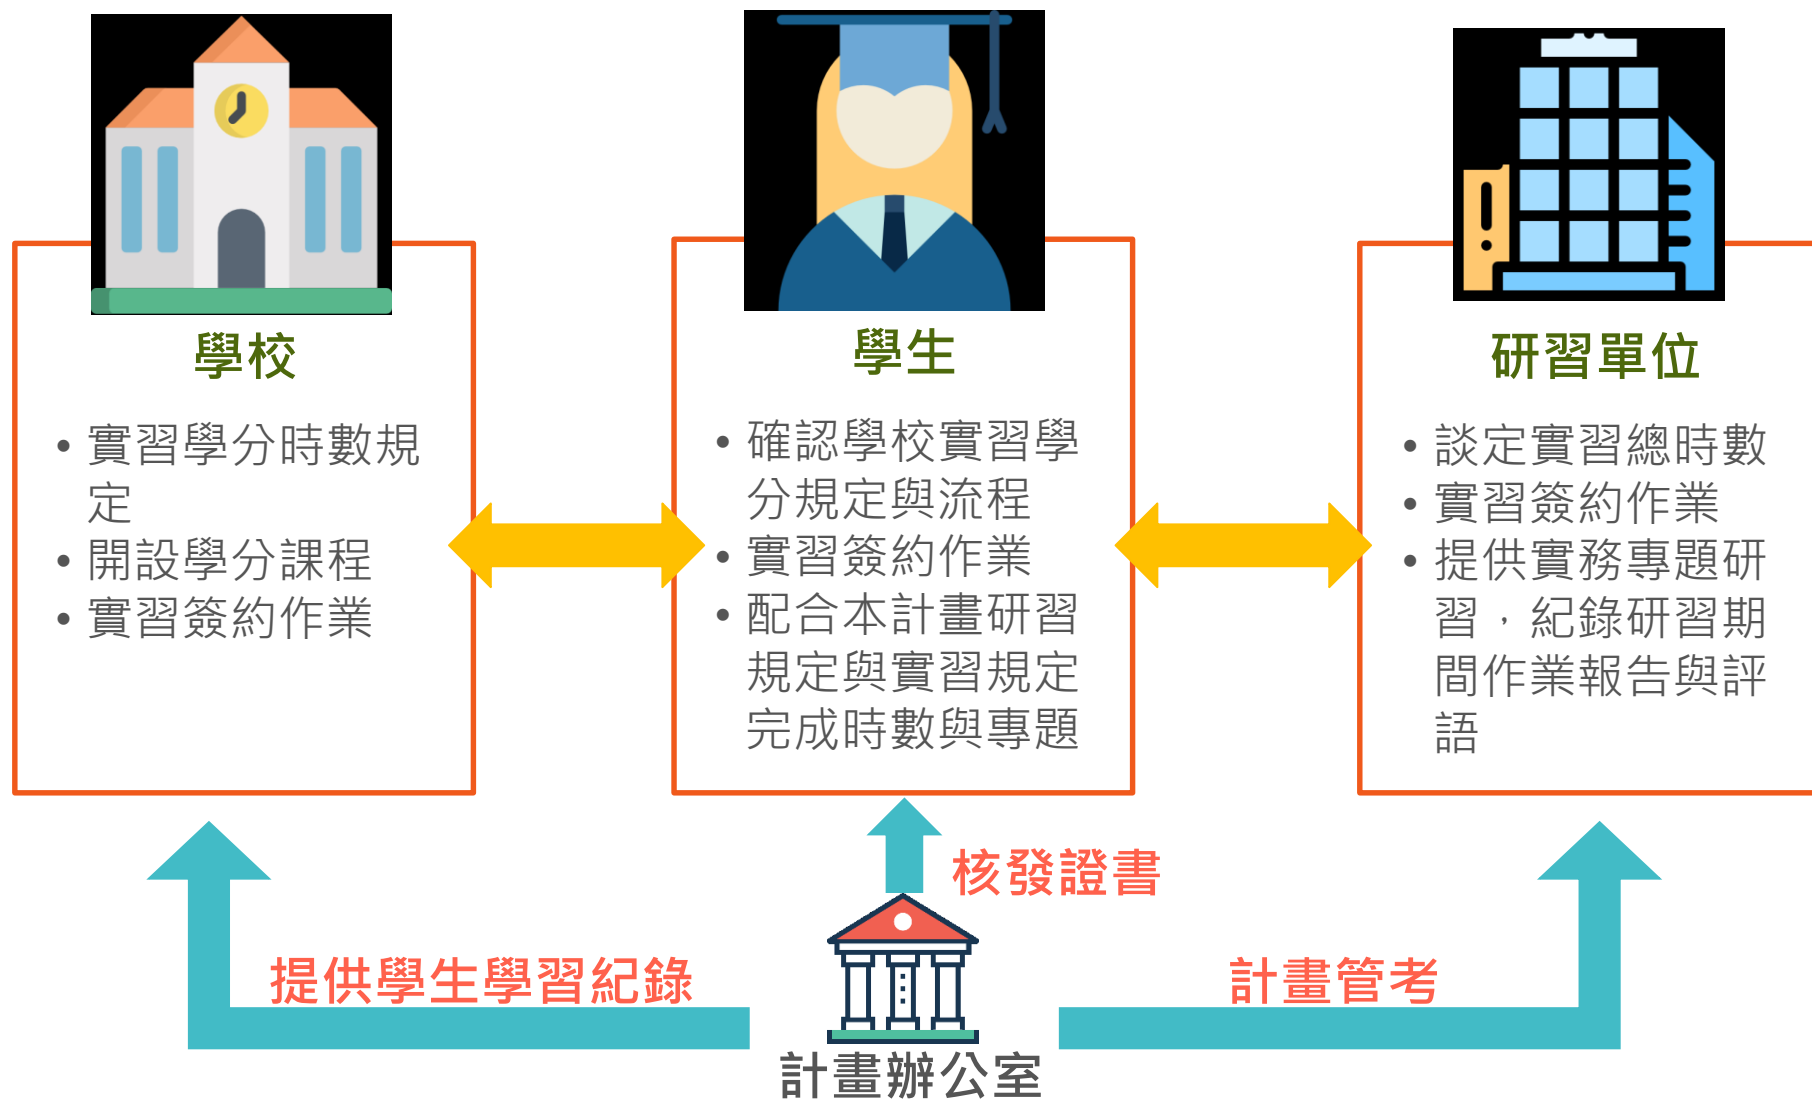 學校
• 實習學分時數規
定
• 開設學分課程
• 實習簽約作業
學生
• 確認學校實習學
分規定與流程
• 實習簽約作業
• 配合本計畫研習
規定與實習規定
完成時數與專題
研習單位
• 談定實習總時數
• 實習簽約作業
• 提供實務專題研
習，紀錄研習期
間作業報告與評
語
核發證書
提供學生學習紀錄
計畫管考
計畫辦公室